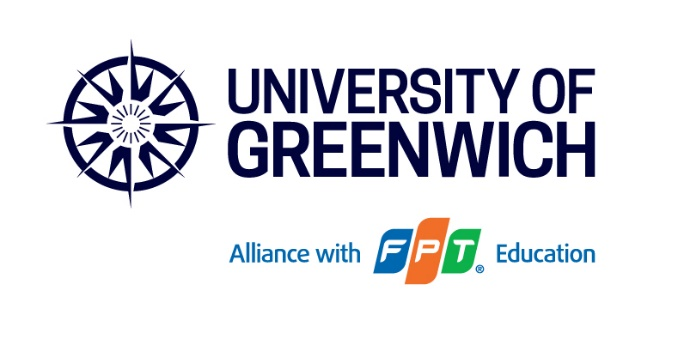 UNIVERSITY OF
GREENWICH
Alliance with FPT® Education